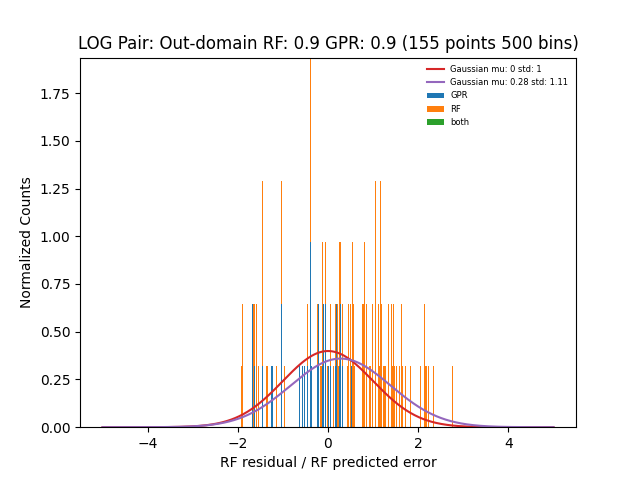 LOG Pair: Out-domain RF: 0.9 GPR: 0.9 (155 points 500 bins)
Gaussian mu: 0 std: 1
Gaussian mu: 0.28 std: 1.11
GPR
RF
both
Normalized Counts
1.75
1.50
1.25
1.00
0.75
0.50
0.25
0.00
−4
−2
0
2
4
RF residual / RF predicted error